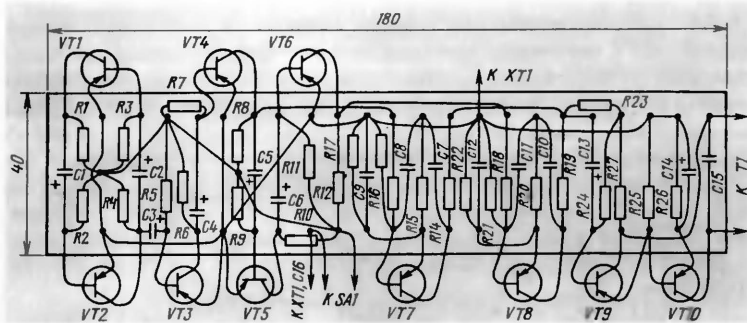 180
VT1 VT4 VT6
R7 K XT1
R1 R3 R8 R23
40
R17
C1 C2 R5 C5 R11 C9 R16 C8 C7 R22 C12 R18 C11 C10 R19 C13 R27 C14 C15
R4 R12
R2 C3 R6 C4 R9 C6 R10 R15 R14 R21 R20 R24 R25 R26
K XT1, C16 K SA1 K T1
VT2 VT3 VT5 VT7 VT8 VT9 VT10